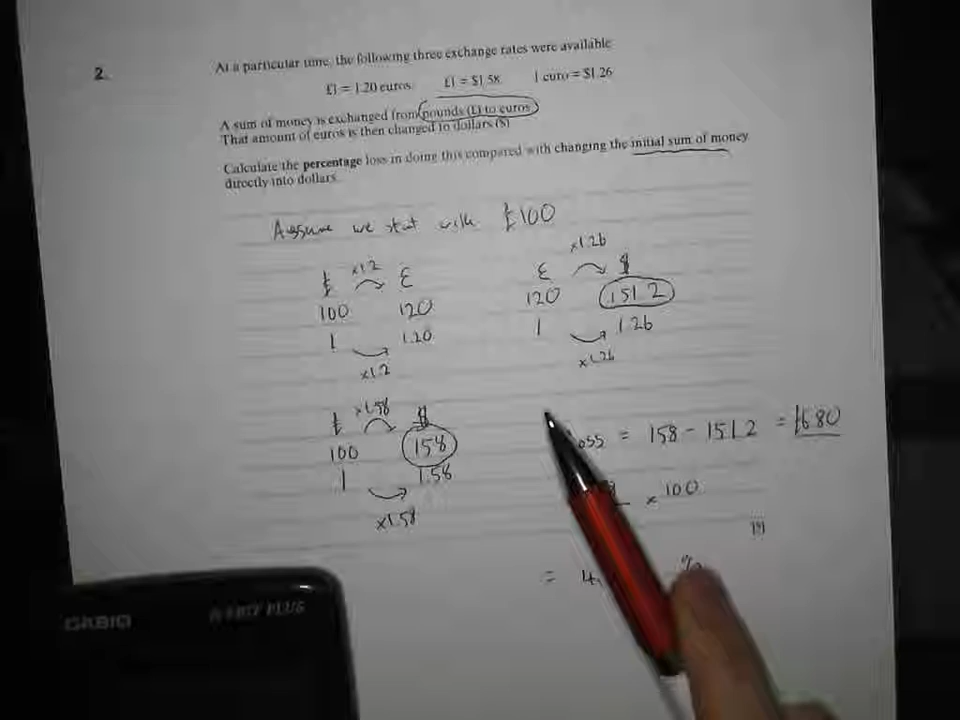 2.
At a particular time, the following three exchange rates were available
£1 = 1.20 euros £1 = $1.58 1 euro = $1.26
A sum of money is exchanged from pounds (£) to euros
That amount of euros is then changed to dollars ($)
Calculate the percentage loss in doing this compared with changing the initial sum of money
directly into dollars
Assume we start with £100
×1.2
£ €
100 120
1 1.20
×1.2
×1.26
€ $
120 151.2
1 1.26
×1.26
×1.58
£ $
100 158
1 1.58
×1.58
= 158 - 151.2 = £6.80
× 100
= 4. %
CASIO